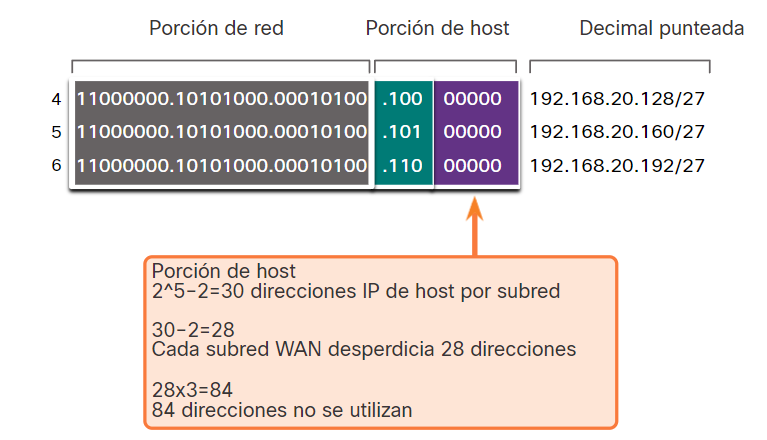 Porción de red Porción de host Decimal punteada
4 11000000.10101000.00010100 .100 00000 192.168.20.128/27
5 11000000.10101000.00010100 .101 00000 192.168.20.160/27
6 11000000.10101000.00010100 .110 00000 192.168.20.192/27
Porción de host
2^5-2=30 direcciones IP de host por subred
30-2=28
Cada subred WAN desperdicia 28 direcciones
28x3=84
84 direcciones no se utilizan